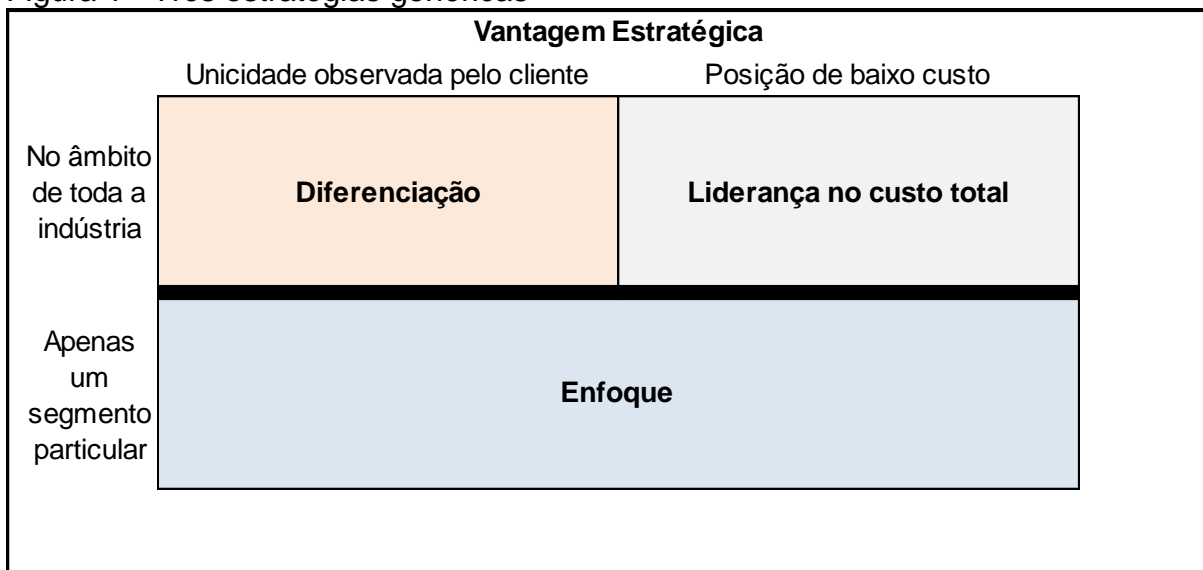 Vantagem Estratégica
Unicidade observada pelo cliente
Posição de baixo custo
No âmbito
de toda a
indústria
Diferenciação
Liderança no custo total
Apenas
um
segmento
particular
Enfoque